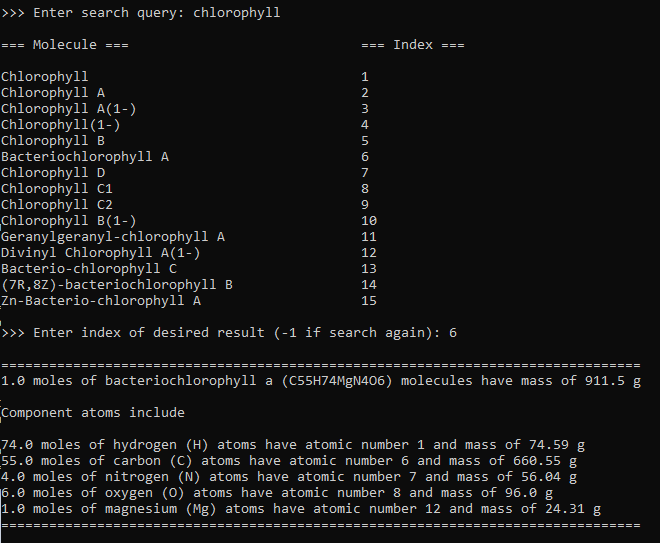 >>> Enter search query: chlorophyll
=== Molecule === === Index ===
Chlorophyll 1
Chlorophyll A 2
Chlorophyll A(1-) 3
Chlorophyll(1-) 4
Chlorophyll B 5
Bacteriochlorophyll A 6
Chlorophyll D 7
Chlorophyll C1 8
Chlorophyll C2 9
Chlorophyll B(1-) 10
Geranylgeranyl-chlorophyll A 11
Divinyl Chlorophyll A(1-) 12
Bacterio-chlorophyll C 13
(7R,8Z)-bacteriochlorophyll B 14
Zn-Bacterio-chlorophyll A 15
>>> Enter index of desired result (-1 if search again): 6
================================================================================
1.0 moles of bacteriochlorophyll a (C55H74MgN4O6) molecules have mass of 911.5 g
Component atoms include
74.0 moles of hydrogen (H) atoms have atomic number 1 and mass of 74.59 g
55.0 moles of carbon (C) atoms have atomic number 6 and mass of 660.55 g
4.0 moles of nitrogen (N) atoms have atomic number 7 and mass of 56.04 g
6.0 moles of oxygen (O) atoms have atomic number 8 and mass of 96.0 g
1.0 moles of magnesium (Mg) atoms have atomic number 12 and mass of 24.31 g
================================================================================